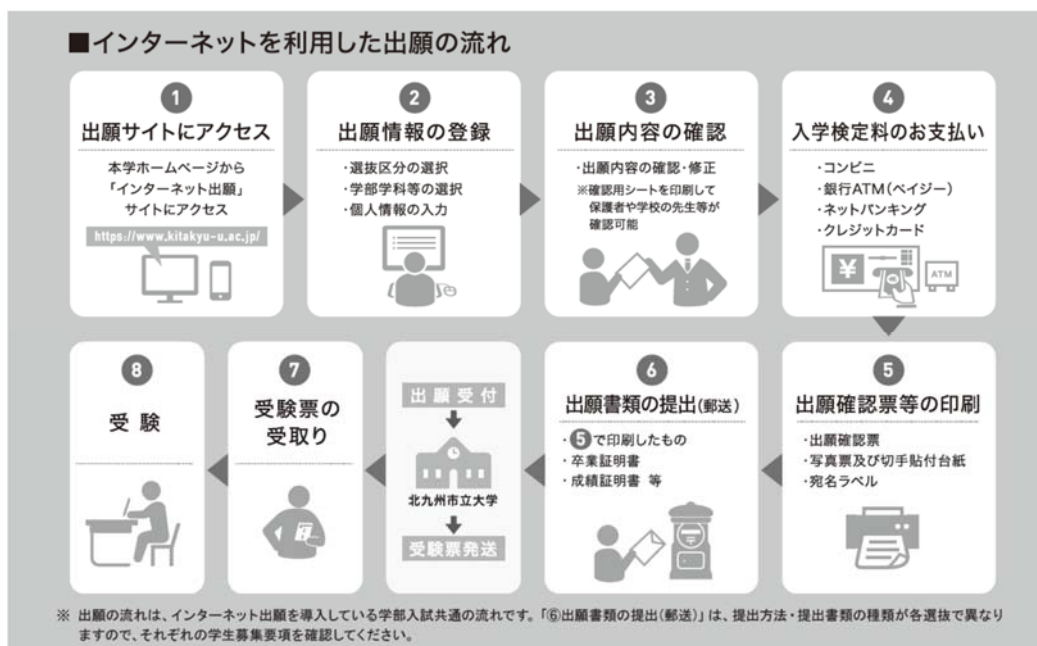 ■インターネットを利用した出願の流れ
1
出願サイトにアクセス
本学ホームページから
「インターネット出願」
サイトにアクセス
https://www.kitakyu-u.ac.jp/
2
出願情報の登録
・選抜区分の選択
・学部学科等の選択
・個人情報の入力
3
出願内容の確認
・出願内容の確認・修正
※確認用シートを印刷して
保護者や学校の先生等が
確認可能
4
入学検定料のお支払い
・コンビニ
・銀行ATM(ペイジー)
・ネットバンキング
・クレジットカード
¥
ATM
5
出願確認票等の印刷
・出願確認票
・写真票及び切手貼付台紙
・宛名ラベル
6
出願書類の提出(郵送)
・5で印刷したもの
・卒業証明書
・成績証明書 等
〒
出願受付
北九州市立大学
受験票発送
7
受験票の
受取り
8
受 験
※ 出願の流れは、インターネット出願を導入している学部入試共通の流れです。「⑥出願書類の提出(郵送)」は、提出方法・提出書類の種類が各選抜で異なり
ますので、それぞれの学生募集要項を確認してください。